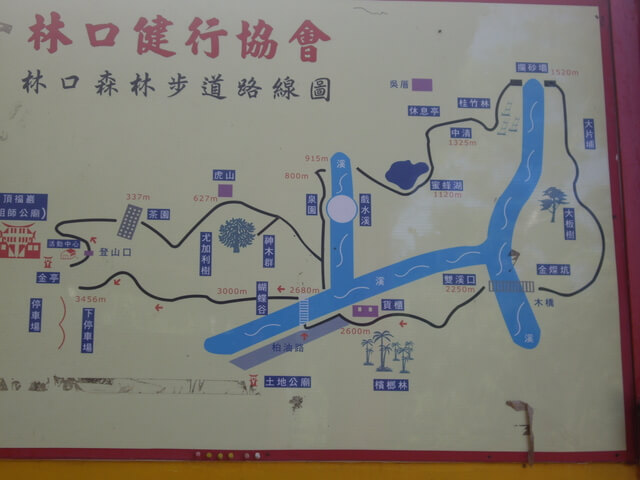 林口健行協會
林口森林步道路線圖
擋砂壩
1520m
吳厝
桂竹林
休息亭
中湳
1325m
大片埔
915m
溪
800m
虎山
627m
蜜蜂湖
1120m
泉園
戲水溪
頂福巖
祖師公廟)
337m
茶園
活動中心
登山口
尤加利樹
神木群
大板樹
金亭
3000m
蝴蝶谷
2680m
溪
雙溪口
2250m
金燦坑
木橋
停車場
3456m
下停車場
貨櫃
2600m
柏油路
溪
土地公廟
檳榔林